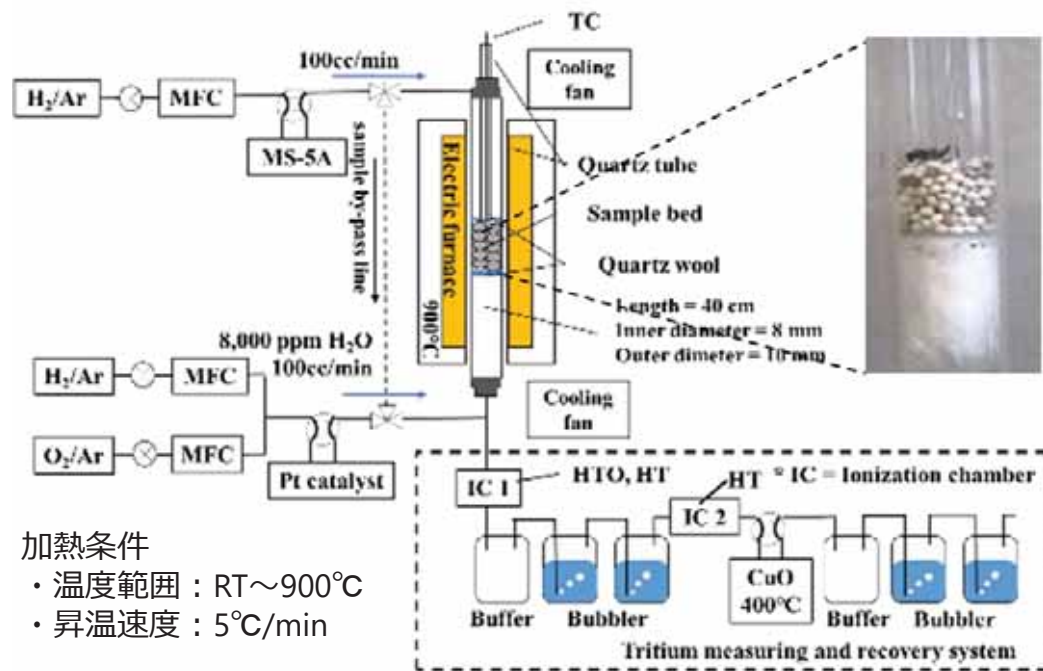 TC
100cc/min
Cooling
fan
H₂/Ar
MFC
MS-5A
sample by-pass line
Electric furnace
900℃
Quartz tube
Sample bed
Quartz wool
Length = 40 cm
Inner diameter = 8 mm
Outer dimeter = 10 mm
8,000 ppm H₂O
100cc/min
H₂/Ar
MFC
O₂/Ar
MFC
Pt catalyst
Cooling
fan
IC 1
HTO, HT
HT
* IC = Ionization chamber
IC 2
CuO
400℃
Buffer
Bubbler
Buffer
Bubbler
Tritium measuring and recovery system
加熱条件
・温度範囲：RT～900℃
・昇温速度：5℃/min